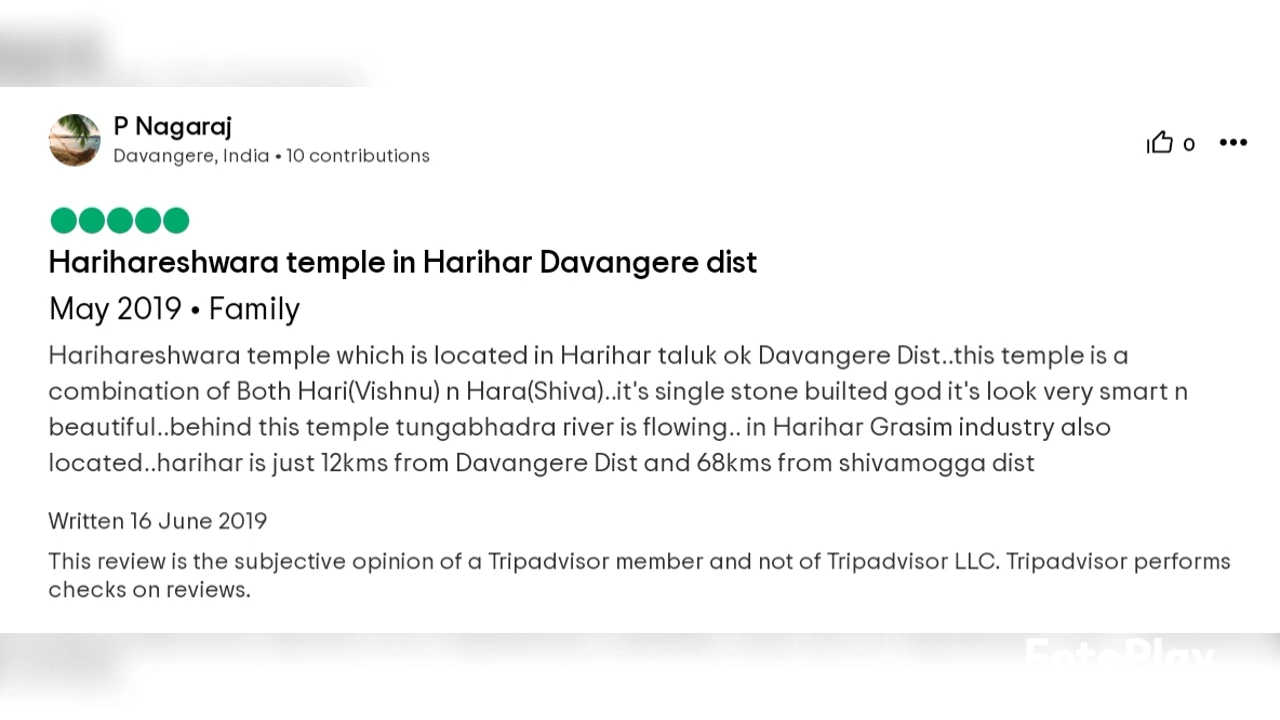 P Nagaraj
Davangere, India • 10 contributions
0
Harihareshwara temple in Harihar Davangere dist
May 2019 • Family
Harihareshwara temple which is located in Harihar taluk ok Davangere Dist..this temple is a
combination of Both Hari(Vishnu) n Hara(Shiva)..it's single stone builted god it's look very smart n
beautiful..behind this temple tungabhadra river is flowing.. in Harihar Grasim industry also
located..harihar is just 12kms from Davangere Dist and 68kms from shivamogga dist
Written 16 June 2019
This review is the subjective opinion of a Tripadvisor member and not of Tripadvisor LLC. Tripadvisor performs
checks on reviews.
FotoPlay